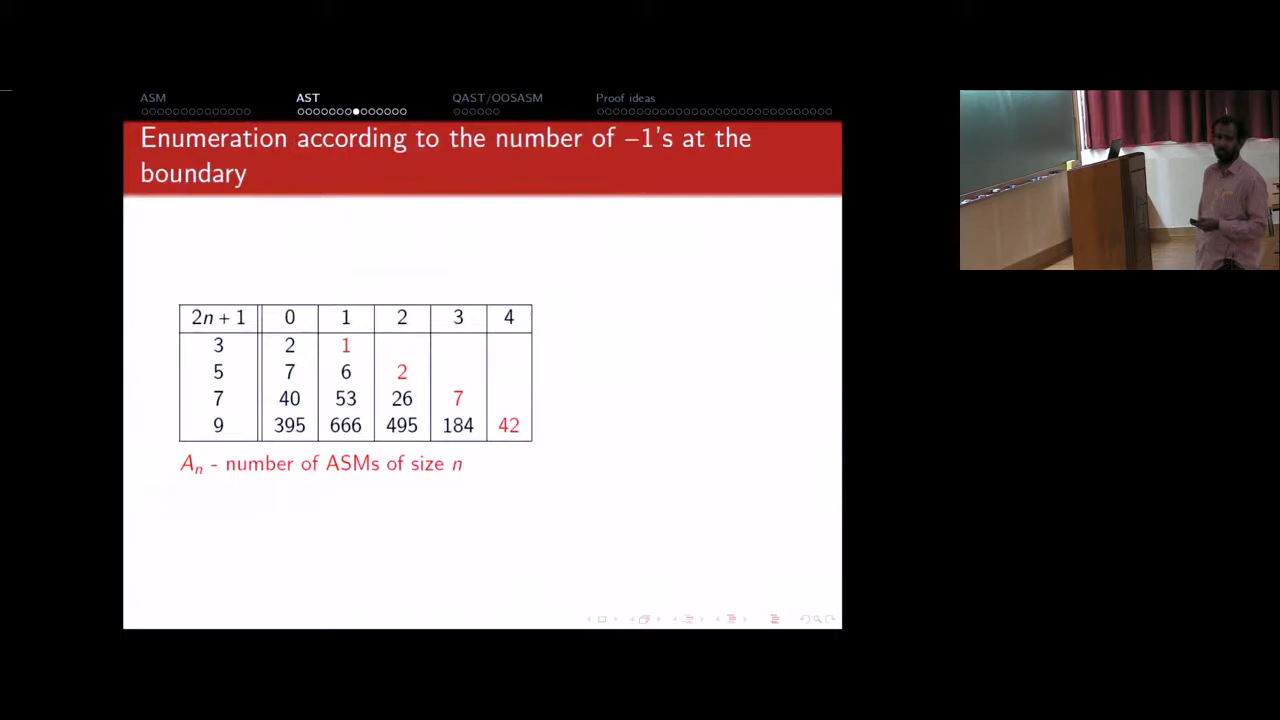 ASM AST QAST/OOSASM Proof ideas
Enumeration according to the number of −1's at the
boundary
2n + 1 0 1 2 3 4
3 2 1
5 7 6 2
7 40 53 26 7
9 395 666 495 184 42
Aₙ - number of ASMs of size n